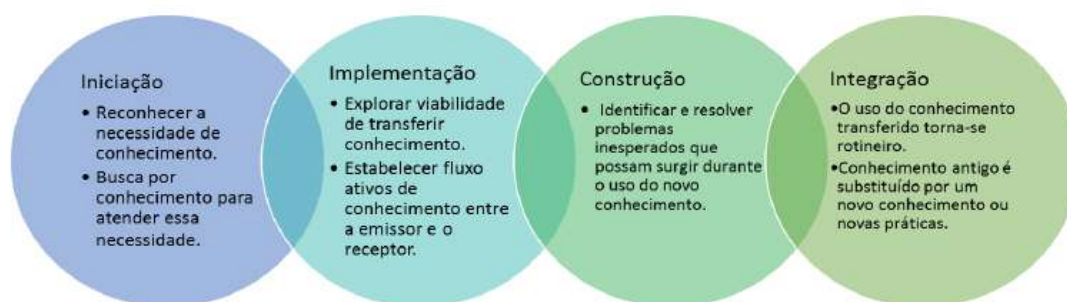 Iniciação
• Reconhecer a
necessidade de
conhecimento.
• Busca por
conhecimento para
atender essa
necessidade.
Implementação
• Explorar viabilidade
de transferir
conhecimento.
• Estabelecer fluxo
ativos de
conhecimento entre
a emissor e o
receptor.
Construção
• Identificar e resolver
problemas
inesperados que
possam surgir durante
o uso do novo
conhecimento.
Integração
•O uso do conhecimento
transferido torna-se
rotineiro.
•Conhecimento antigo é
substituído por um
novo conhecimento ou
novas práticas.